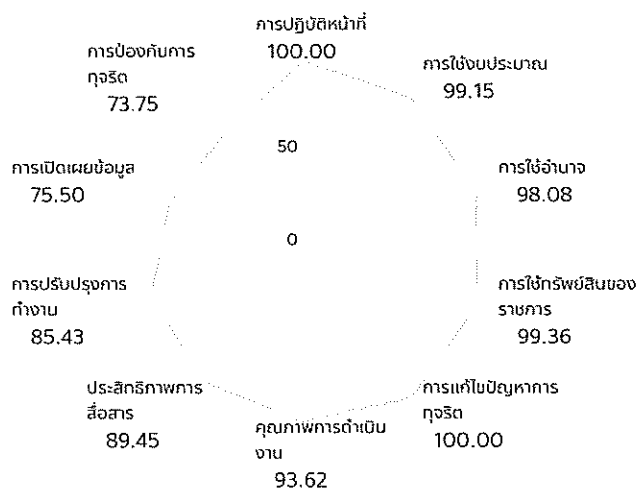 การปฏิบัติหน้าที่
100.00
การป้องกันการ
ทุจริต
73.75
การใช้งบประมาณ
99.15
50
การเปิดเผยข้อมูล
75.50
การใช้อำนาจ
98.08
0
การปรับปรุงการ
ทำงาน
85.43
การใช้ทรัพย์สินของ
ราชการ
99.36
ประสิทธิภาพการ
สื่อสาร
89.45
คุณภาพการดำเนิน
งาน
93.62
การแก้ไขปัญหาการ
ทุจริต
100.00